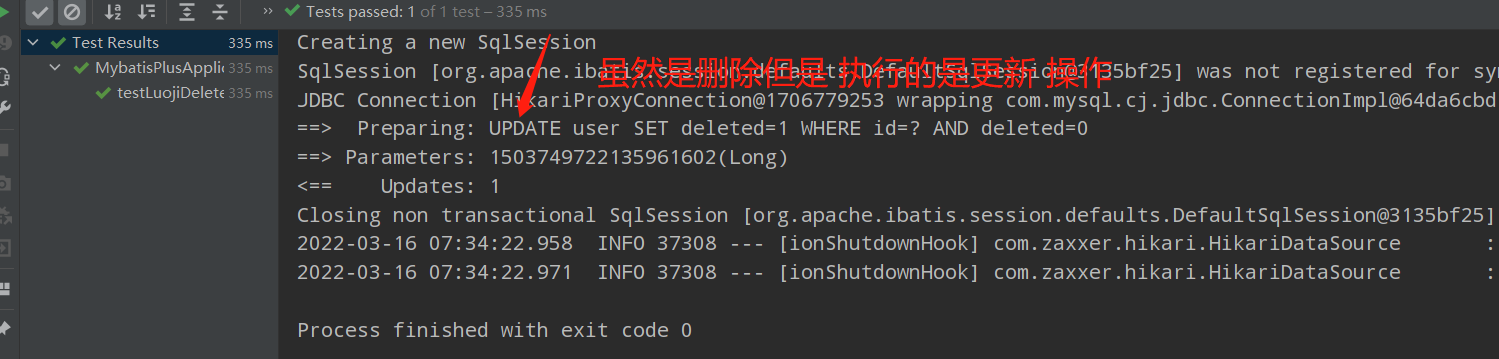 Tests passed: 1 of 1 test – 335 ms
Test Results 335 ms
MybatisPlusApplic 335 ms
testLuojiDelete 335 ms
Creating a new SqlSession
虽然是删除但是 执行的是更新 操作
SqlSession [org.apache.ibatis.session.defaults.DefaultSqlSession@3135bf25] was not registered for syn
JDBC Connection [HikariProxyConnection@1706779253 wrapping com.mysql.cj.jdbc.ConnectionImpl@64da6cbd
==>  Preparing: UPDATE user SET deleted=1 WHERE id=? AND deleted=0
==> Parameters: 1503749722135961602(Long)
<==    Updates: 1
Closing non transactional SqlSession [org.apache.ibatis.session.defaults.DefaultSqlSession@3135bf25]
2022-03-16 07:34:22.958  INFO 37308 --- [ionShutdownHook] com.zaxxer.hikari.HikariDataSource       :
2022-03-16 07:34:22.971  INFO 37308 --- [ionShutdownHook] com.zaxxer.hikari.HikariDataSource       :
Process finished with exit code 0